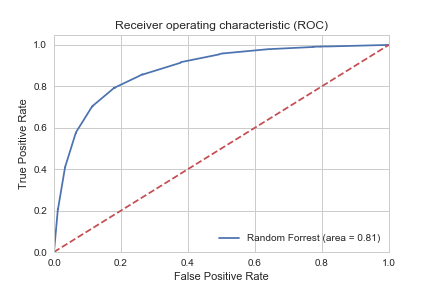 Receiver operating characteristic (ROC)
True Positive Rate
1.0
0.8
0.6
0.4
0.2
0.0
Random Forrest (area = 0.81)
0.0 0.2 0.4 0.6 0.8 1.0
False Positive Rate